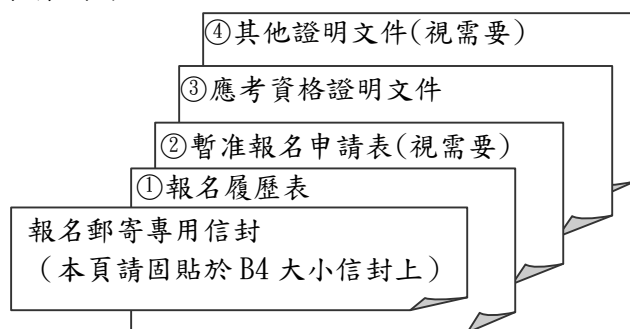 ④其他證明文件(視需要)
③應考資格證明文件
②暫准報名申請表(視需要)
①報名履歷表
報名郵寄專用信封
（本頁請固貼於 B4 大小信封上）